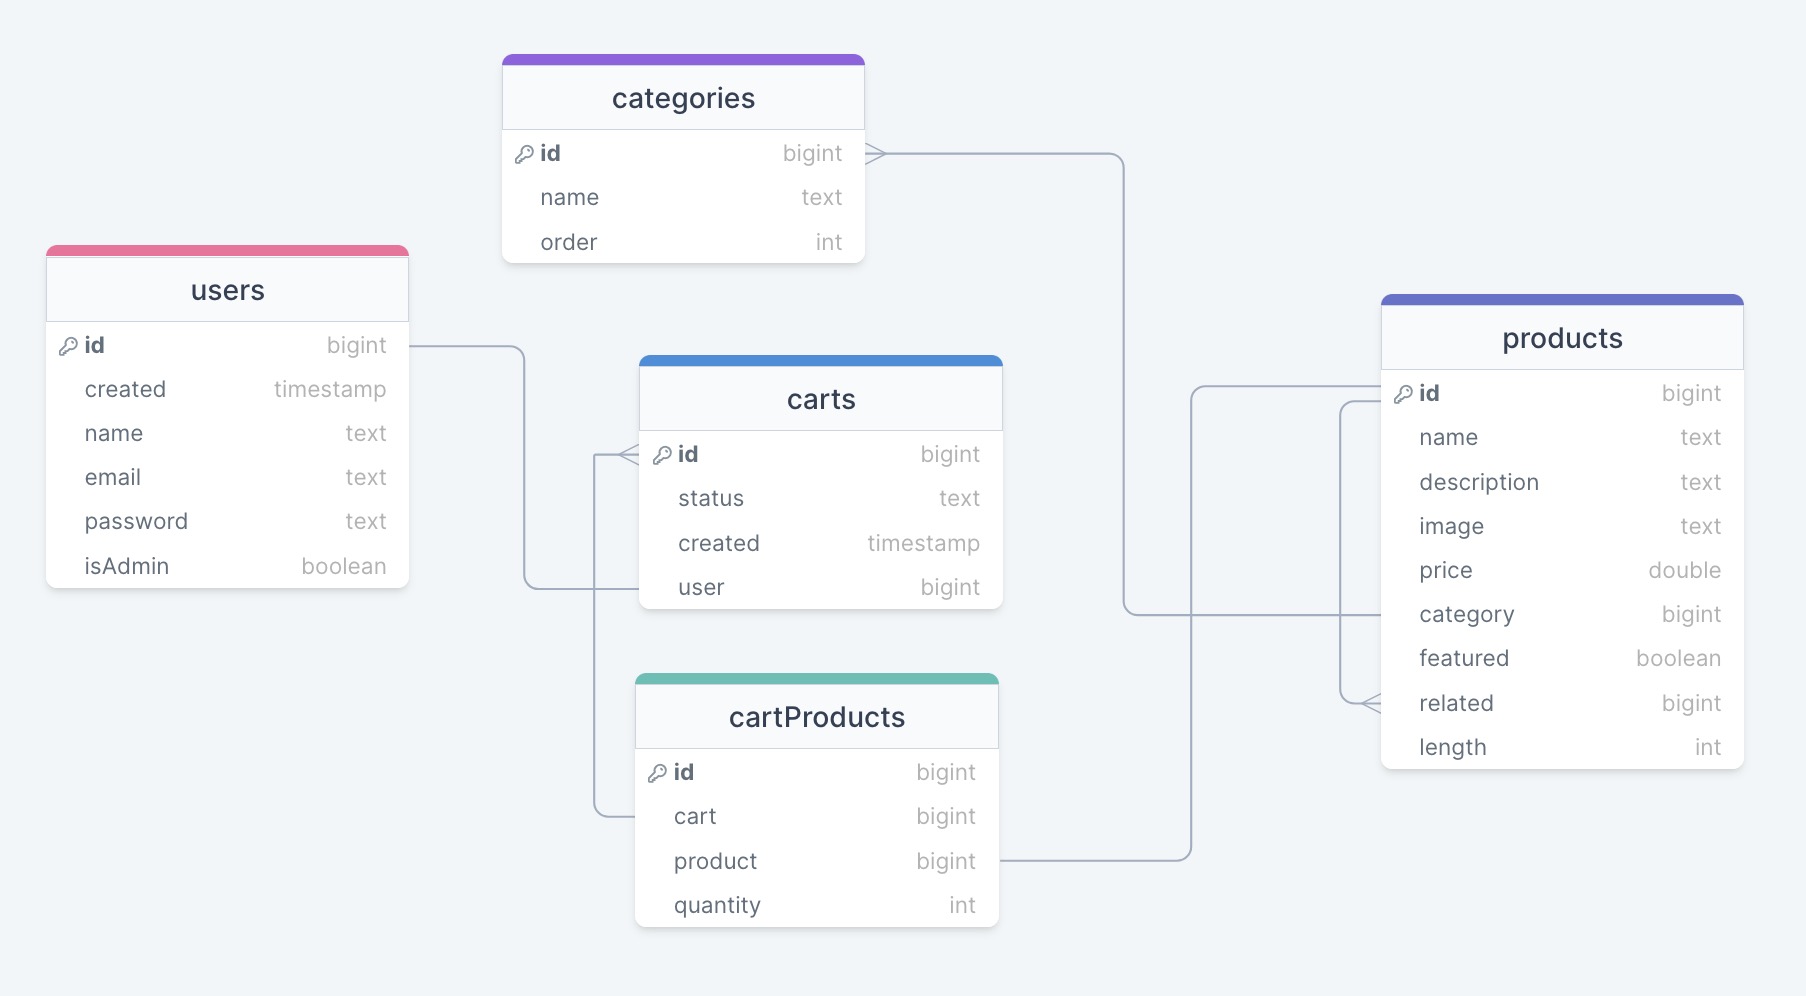 categories
id bigint
name text
order int
users
id bigint
created timestamp
name text
email text
password text
isAdmin boolean
carts
id bigint
status text
created timestamp
user bigint
cartProducts
id bigint
cart bigint
product bigint
quantity int
products
id bigint
name text
description text
image text
price double
category bigint
featured boolean
related bigint
length int